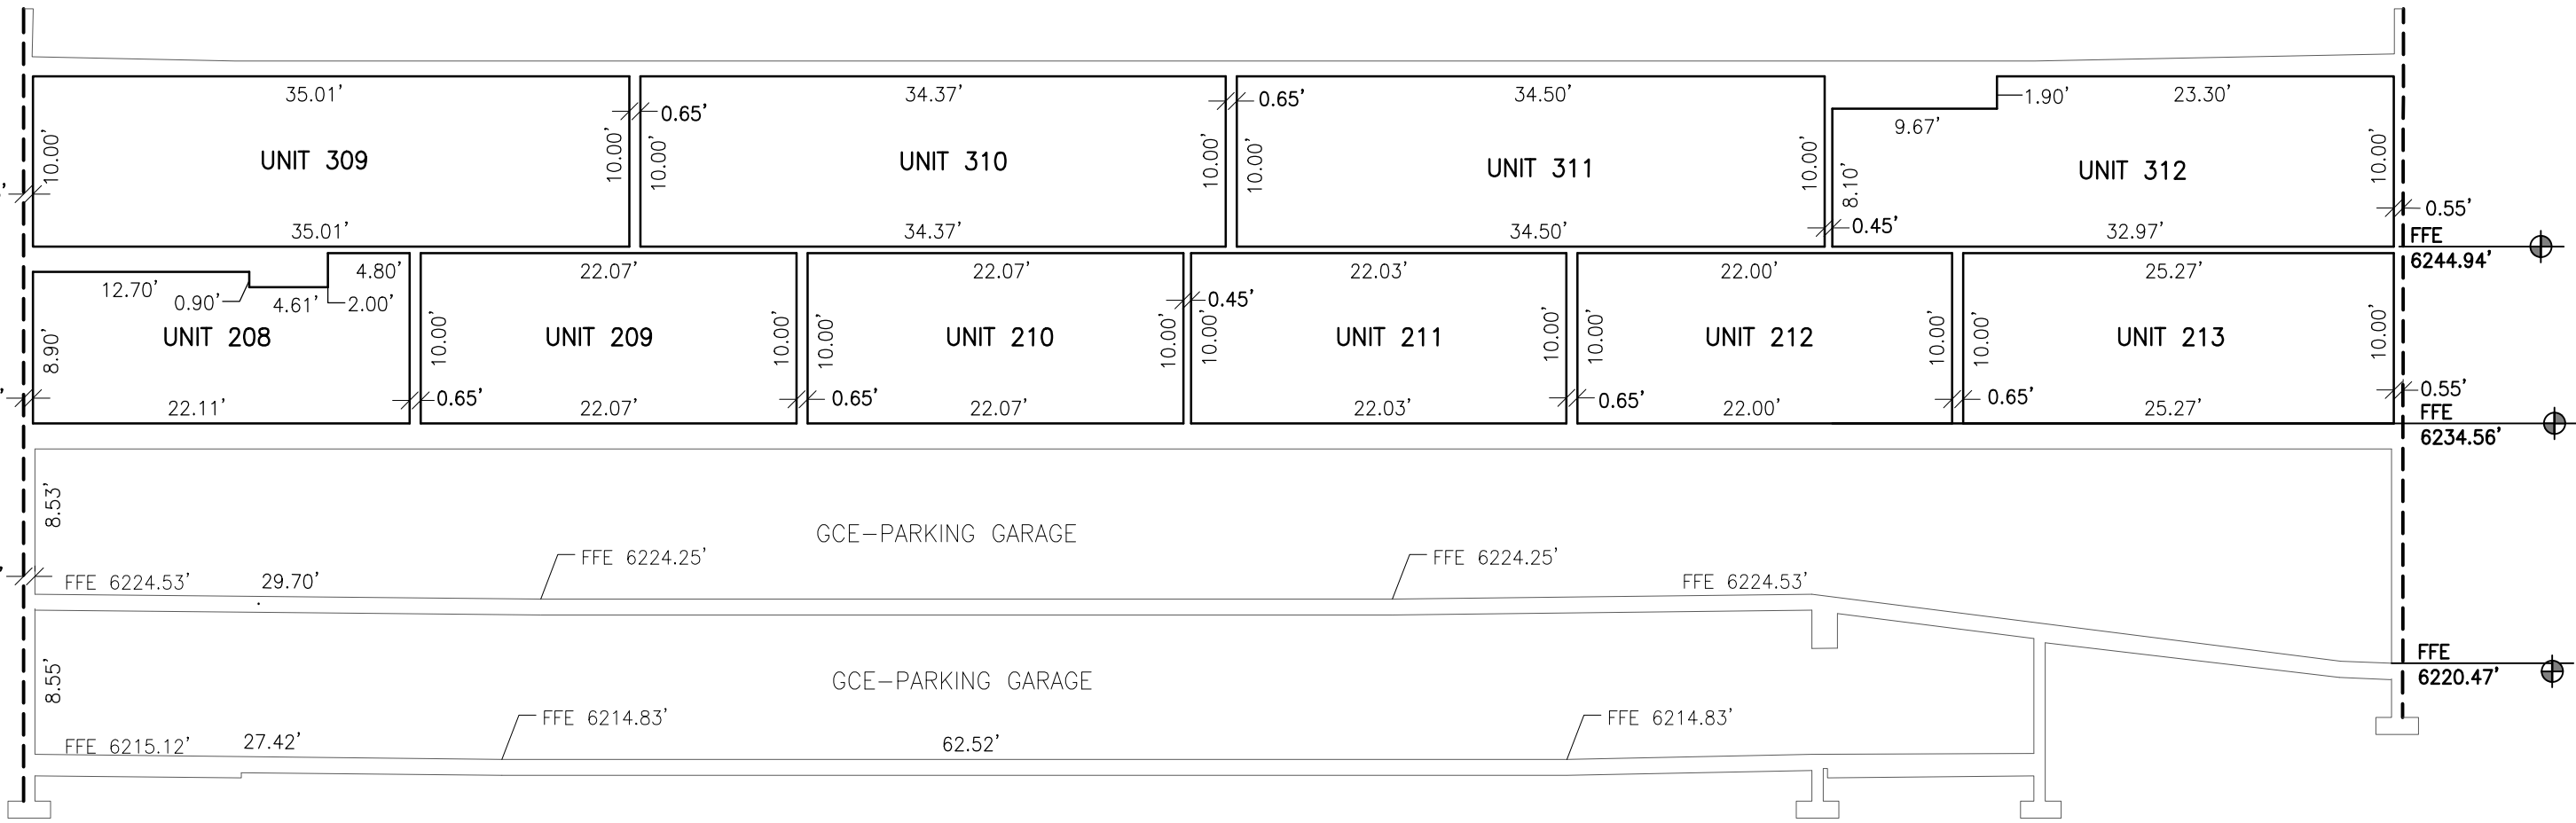 35.01'
34.37'
34.50'
1.90'
23.30'
0.65'
0.65'
9.67'
10.00'
10.00'
10.00'
10.00'
10.00'
10.00'
8.10'
10.00'
UNIT 309
UNIT 310
UNIT 311
UNIT 312
35.01'
34.37'
34.50'
0.45'
32.97'
0.55'
FFE
6244.94'
12.70'
0.90'
4.61'
4.80'
2.00'
22.07'
22.07'
0.45'
22.03'
22.00'
25.27'
8.90'
10.00'
10.00'
10.00'
10.00'
10.00'
10.00'
10.00'
10.00'
10.00'
10.00'
UNIT 208
UNIT 209
UNIT 210
UNIT 211
UNIT 212
UNIT 213
22.11'
0.65'
22.07'
0.65'
22.07'
22.03'
0.65'
22.00'
0.65'
25.27'
0.55'
FFE
6234.56'
8.53'
GCE-PARKING GARAGE
FFE 6224.53'
29.70'
FFE 6224.25'
FFE 6224.25'
FFE 6224.53'
8.55'
GCE-PARKING GARAGE
FFE
6220.47'
FFE 6215.12'
27.42'
FFE 6214.83'
62.52'
FFE 6214.83'